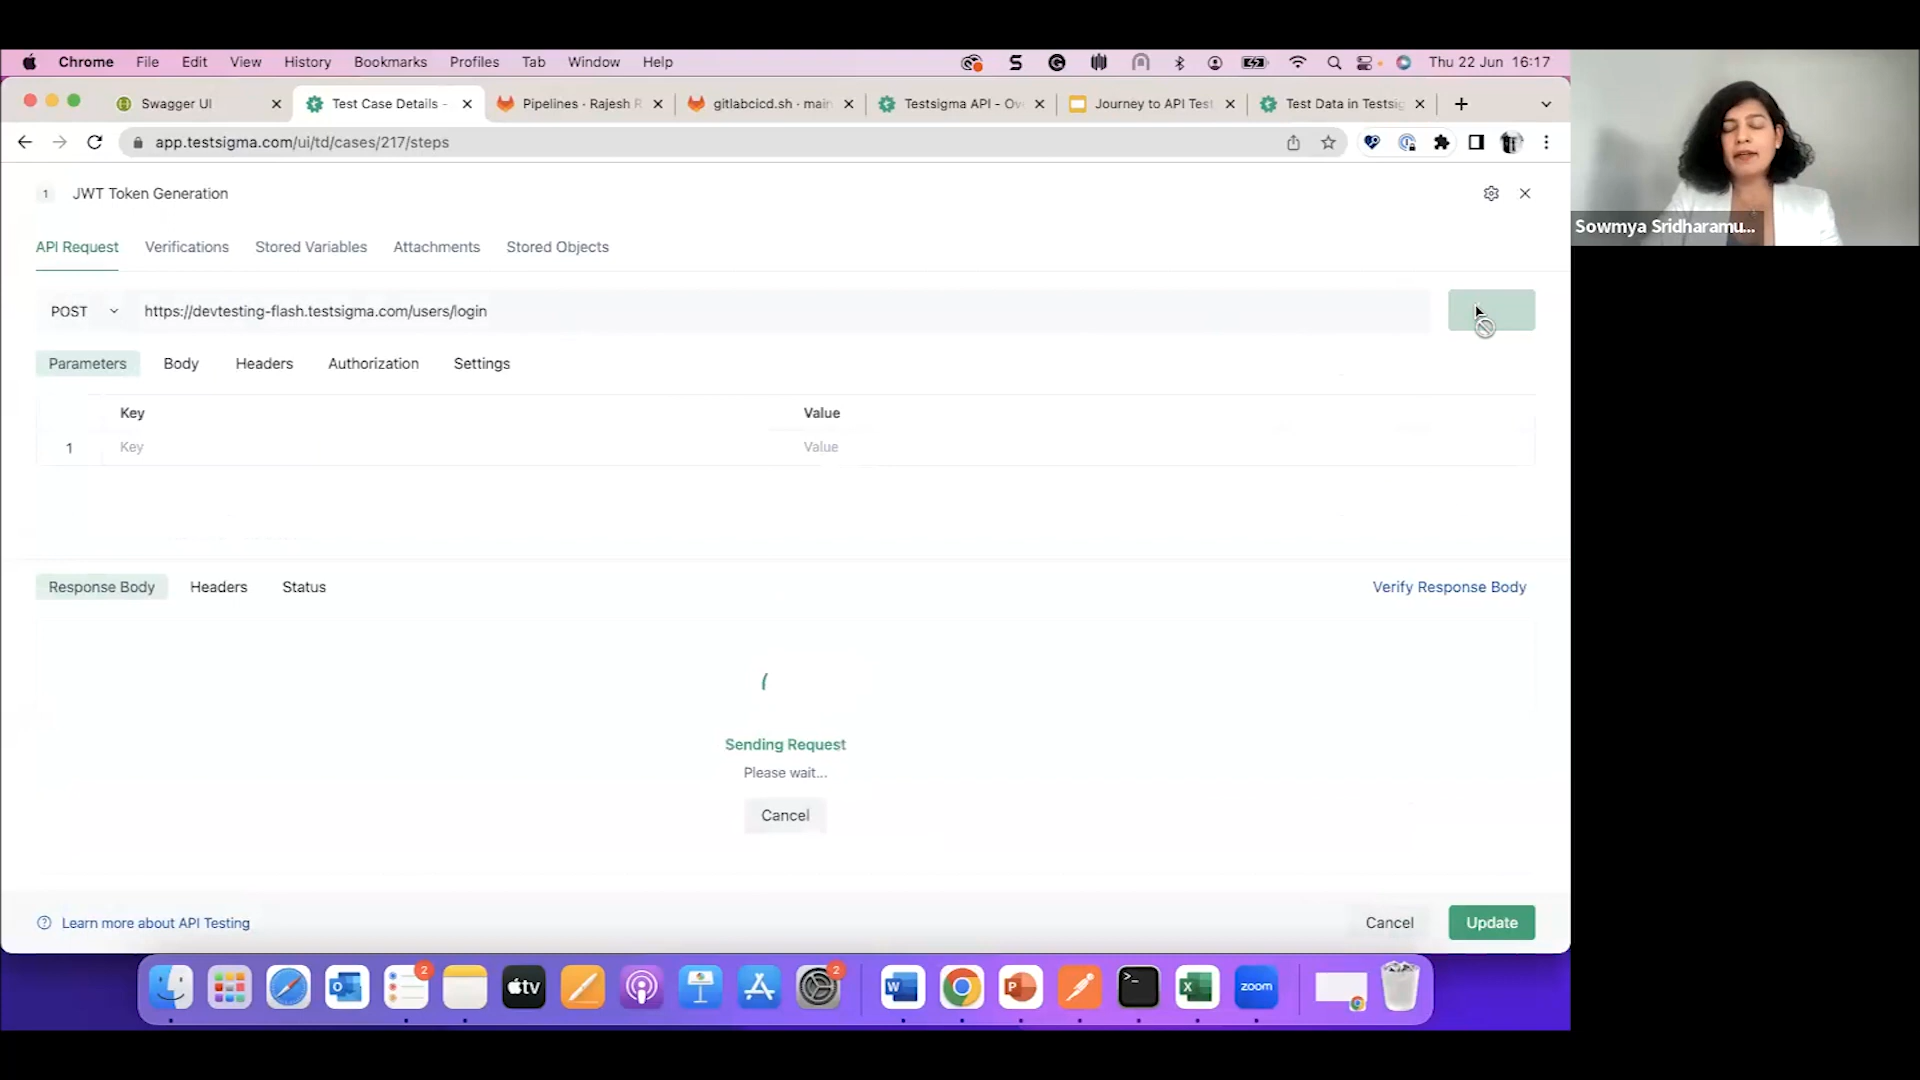 Chrome File Edit View History Bookmarks Profiles Tab Window Help Thu 22 Jun 16:17
Swagger UI Test Case Details - Pipelines · Rajesh R gitlabcicd.sh · main Testsigma API - Ov Journey to API Test Test Data in Testsig
app.testsigma.com/ui/td/cases/217/steps
1 JWT Token Generation
Sowmya Sridharamu...
API Request Verifications Stored Variables Attachments Stored Objects
POST https://devtesting-flash.testsigma.com/users/login
Parameters Body Headers Authorization Settings
Key Value
1 Key Value
Response Body Headers Status Verify Response Body
Sending Request
Please wait...
Cancel
Learn more about API Testing Cancel Update
2 tv 2 W P X zoom